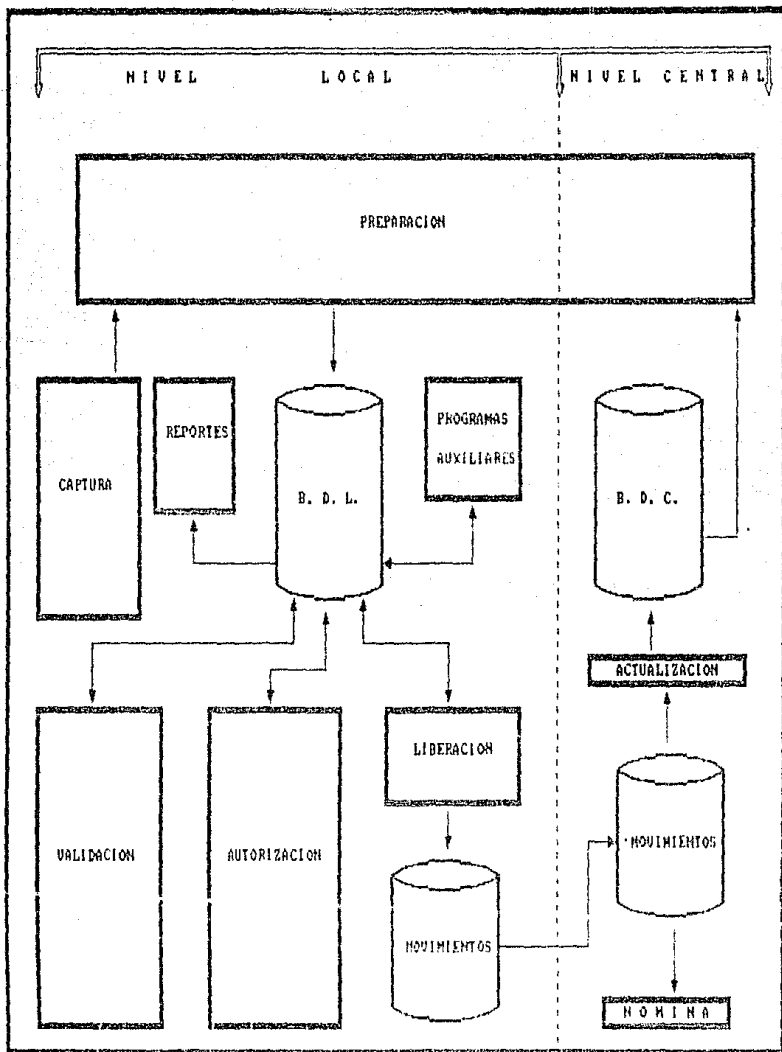 NIVEL LOCAL NIVEL CENTRAL
PREPARACION
CAPTURA
REPORTES
B. D. L.
PROGRAMAS
AUXILIARES
B. D. C.
ACTUALIZACION
VALIDACION
AUTORIZACION
LIBERACION
MOVIMIENTOS
MOVIMIENTOS
NOMINA